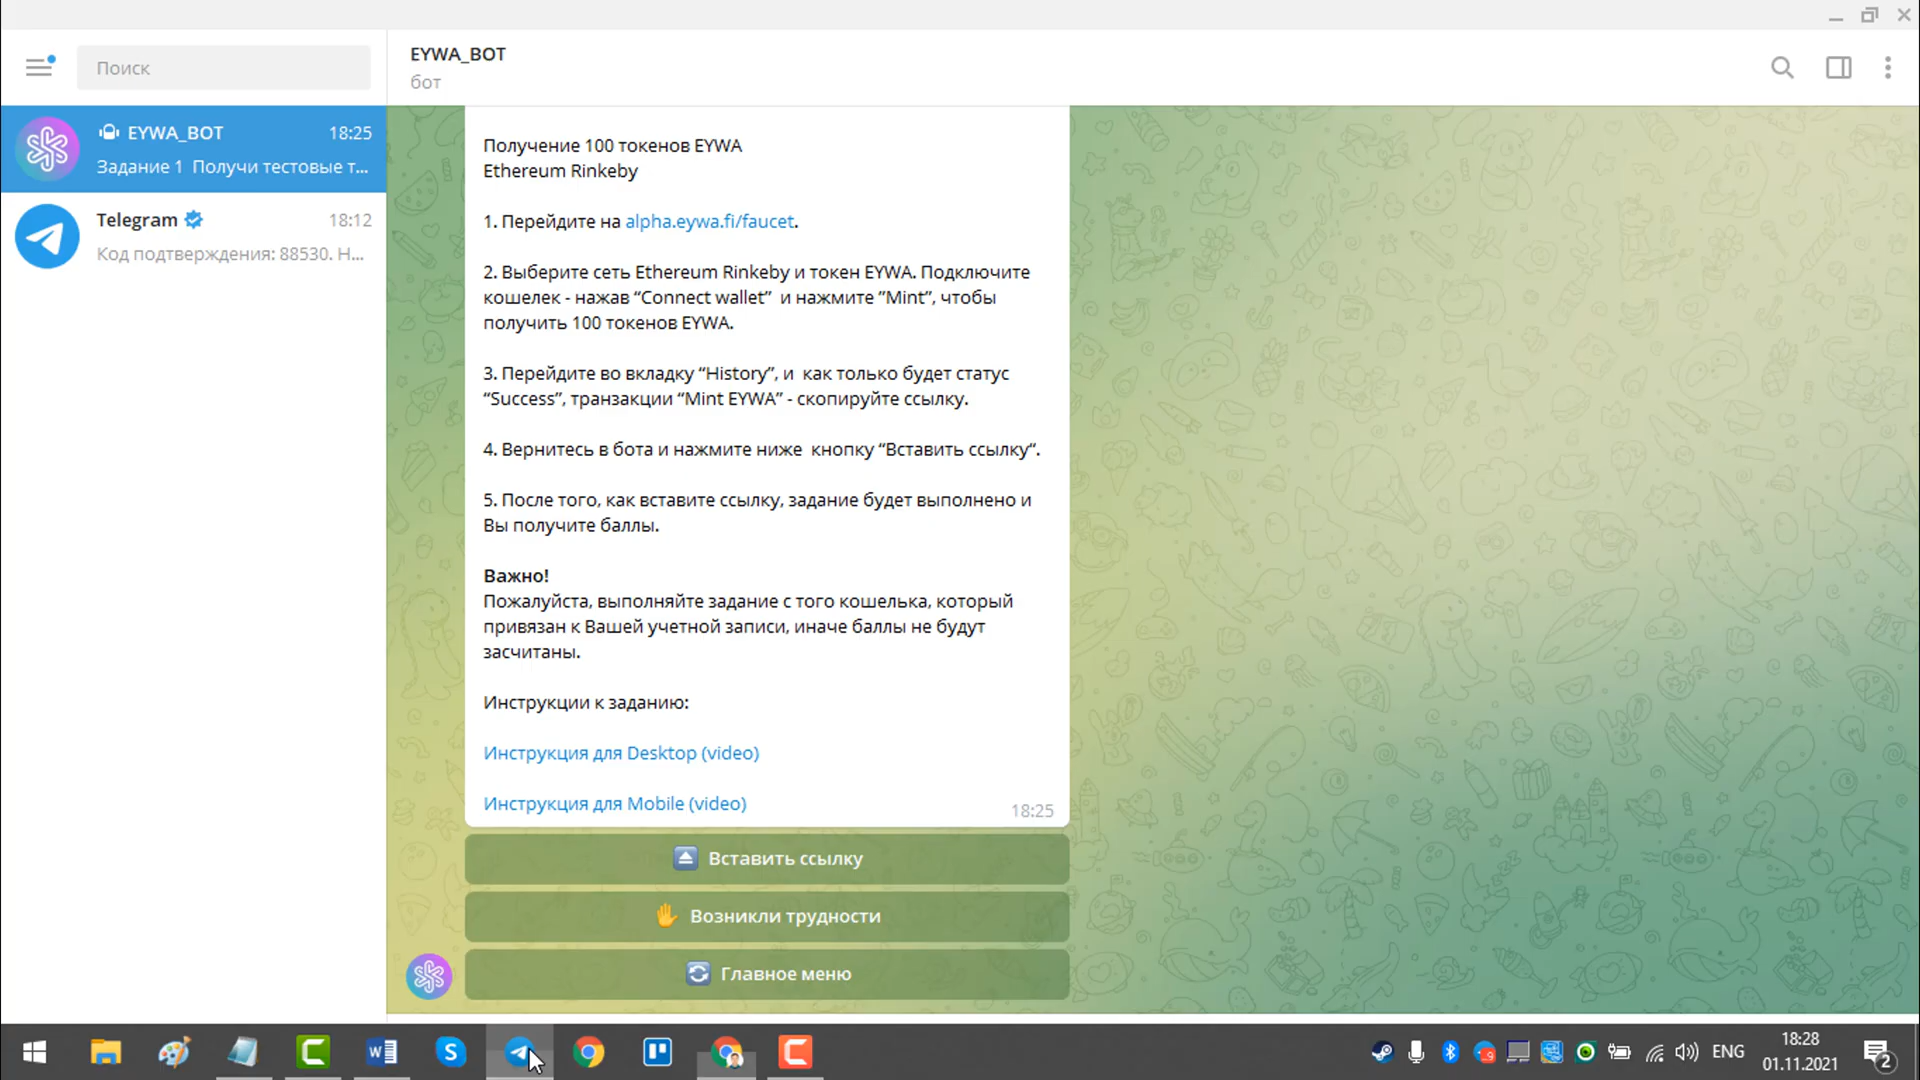 Поиск
EYWA_BOT
бот
EYWA_BOT 18:25
Задание 1 Получи тестовые т...
Telegram 18:12
Код подтверждения: 88530. Н...
Получение 100 токенов EYWA
Ethereum Rinkeby
1. Перейдите на alpha.eywa.fi/faucet.
2. Выберите сеть Ethereum Rinkeby и токен EYWA. Подключите
кошелек - нажав “Connect wallet” и нажмите ”Mint”, чтобы
получить 100 токенов EYWA.
3. Перейдите во вкладку “History”, и как только будет статус
“Success”, транзакции “Mint EYWA” - скопируйте ссылку.
4. Вернитесь в бота и нажмите ниже кнопку “Вставить ссылку“.
5. После того, как вставите ссылку, задание будет выполнено и
Вы получите баллы.
Важно!
Пожалуйста, выполняйте задание с того кошелька, который
привязан к Вашей учетной записи, иначе баллы не будут
засчитаны.
Инструкции к заданию:
Инструкция для Desktop (video)
Инструкция для Mobile (video)
18:25
Вставить ссылку
Возникли трудности
Главное меню
ENG
18:28
01.11.2021
2